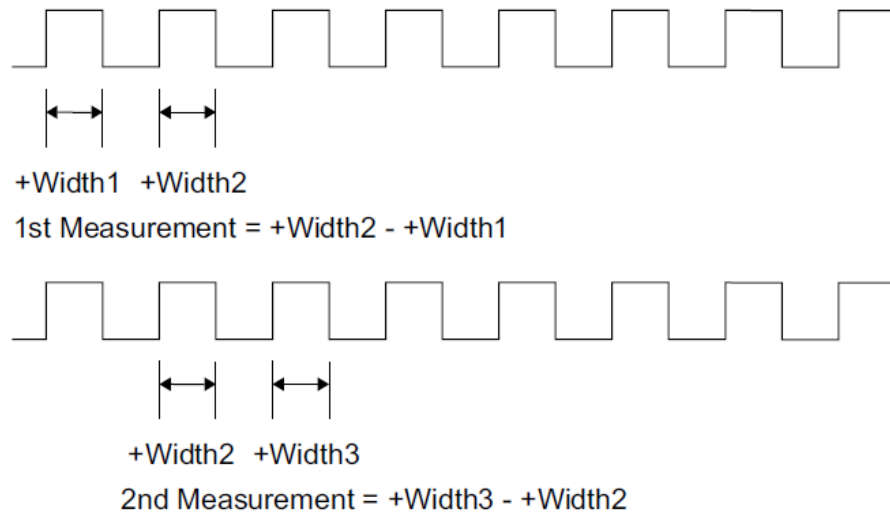 +Width1 +Width2
1st Measurement = +Width2 - +Width1
+Width2 +Width3
2nd Measurement = +Width3 - +Width2